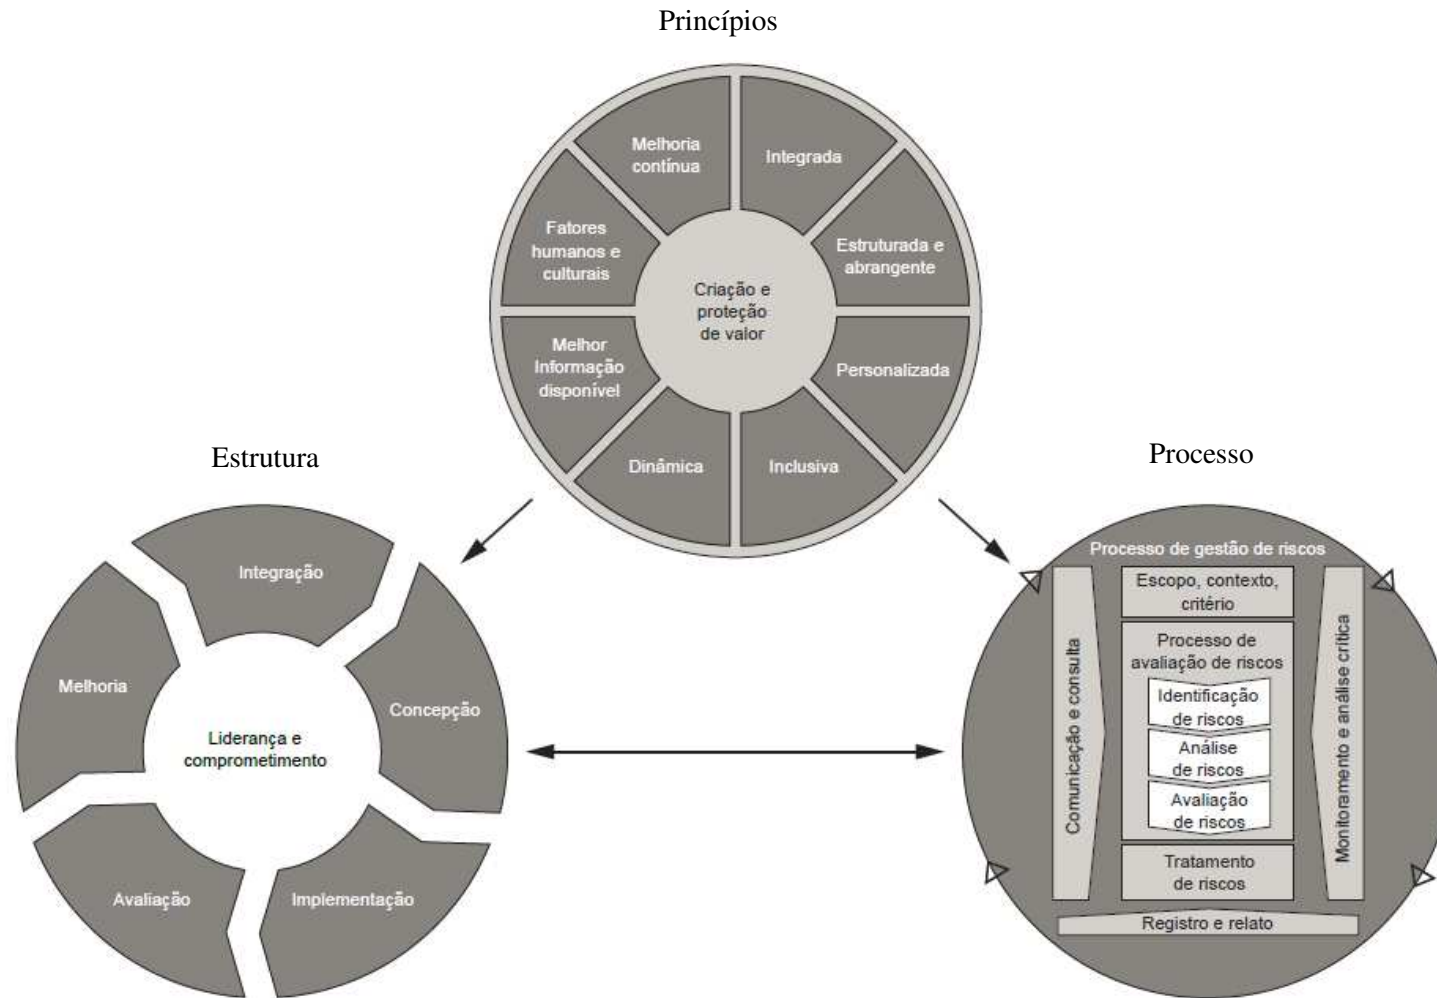 Princípios
Melhoria
contínua
Integrada
Fatores
humanos e
culturais
Estruturada e
abrangente
Criação e
proteção
de valor
Melhor
Informação
disponível
Personalizada
Dinâmica
Inclusiva
Estrutura
Integração
Melhoria
Concepção
Liderança e
comprometimento
Avaliação
Implementação
Processo
Processo de gestão de riscos
Escopo, contexto,
critério
Comunicação e consulta
Processo de
avaliação de riscos
Identificação
de riscos
Análise
de riscos
Avaliação
de riscos
Monitoramento e análise crítica
Tratamento
de riscos
Registro e relato